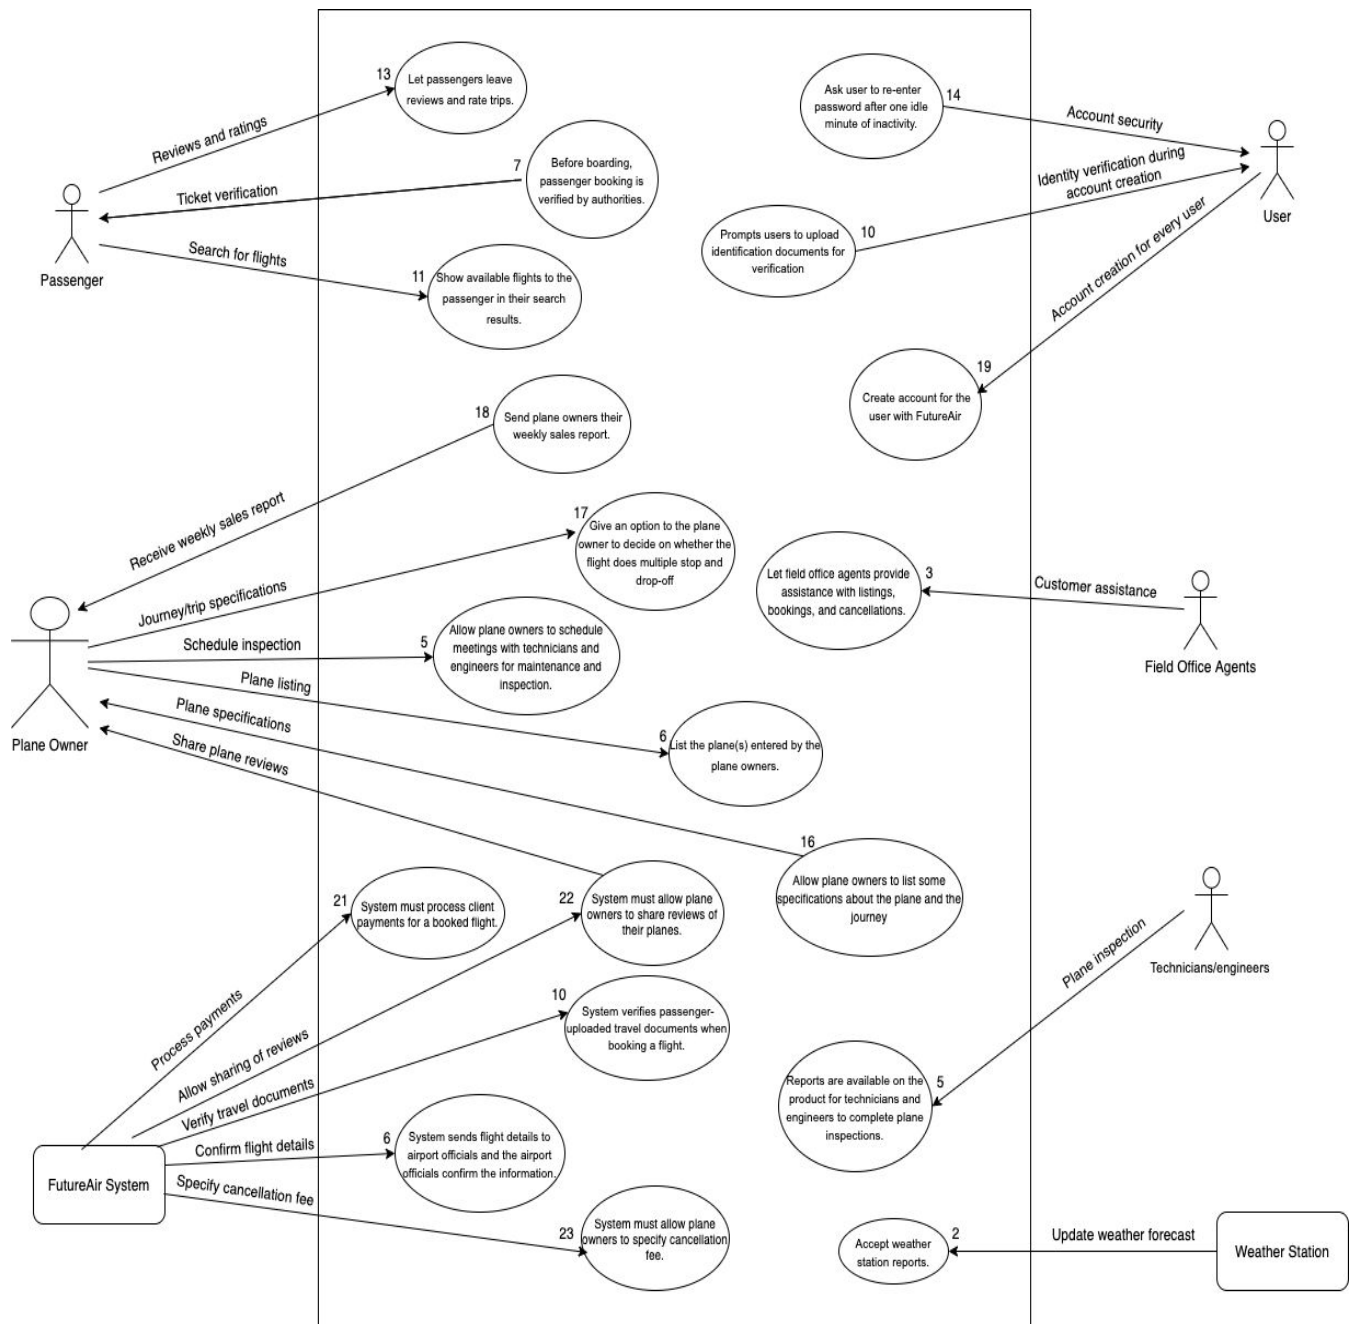 13
Let passengers leave
reviews and rate trips.
Reviews and ratings
7
Before boarding,
passenger booking is
verified by authorities.
Ticket verification
Search for flights
Passenger
11
Show available flights to the
passenger in their search
results.
Ask user to re-enter
password after one idle
minute of inactivity.
14
Account security
Identity verification during
account creation
User
Prompts users to upload
identification documents for
verification
10
Account creation for every user
19
Create account for the
user with FutureAir
18
Send plane owners their
weekly sales report.
Receive weekly sales report
17
Give an option to the plane
owner to decide on whether the
flight does multiple stop and
drop-off
Journey/trip specifications
Let field office agents provide
assistance with listings,
bookings, and cancellations.
3
Customer assistance
Field Office Agents
Schedule inspection
5
Allow plane owners to schedule
meetings with technicians and
engineers for maintenance and
inspection.
Plane listing
Plane specifications
Share plane reviews
Plane Owner
6
List the plane(s) entered by the
plane owners.
16
Allow plane owners to list some
specifications about the plane and the
journey
21
System must process client
payments for a booked flight.
22
System must allow plane
owners to share reviews of
their planes.
Plane inspection
Technicians/engineers
10
System verifies passenger-
uploaded travel documents when
booking a flight.
Process payments
Allow sharing of reviews
Verify travel documents
Confirm flight details
Specify cancellation fee
FutureAir System
6
System sends flight details to
airport officials and the airport
officials confirm the information.
Reports are available on the
product for technicians and
engineers to complete plane
inspections.
5
23
System must allow plane
owners to specify cancellation
fee.
Accept weather
station reports.
2
Update weather forecast
Weather Station